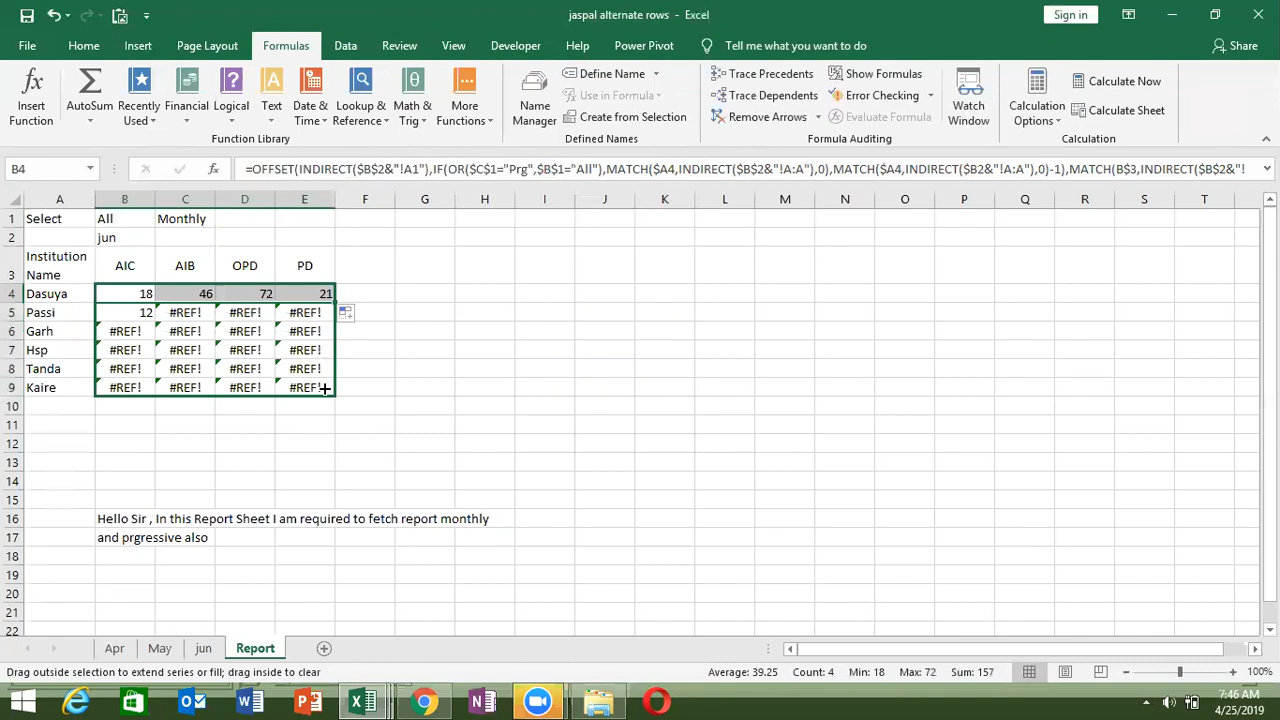 jaspal alternate rows - Excel
Sign in
File Home Insert Page Layout Formulas Data Review View Developer Help Power Pivot Tell me what you want to do Share
Insert Function
AutoSum
Recently Used
Financial
Logical
Text
Date & Time
Lookup & Reference
Math & Trig
More Functions
Function Library
Name Manager
Define Name
Use in Formula
Create from Selection
Defined Names
Trace Precedents
Trace Dependents
Remove Arrows
Show Formulas
Error Checking
Evaluate Formula
Formula Auditing
Watch Window
Calculation Options
Calculate Now
Calculate Sheet
Calculation
B4 fx =OFFSET(INDIRECT($B$2&"!A1"),IF(OR($C$1="Prg",$B$1="All"),MATCH($A4,INDIRECT($B$2&"!A:A"),0),MATCH($A4,INDIRECT($B2&"!A:A"),0)-1),MATCH(B$3,INDIRECT($B$2&"!
A B C D E F G H I J K L M N O P Q R S T
1 Select All Monthly
2 jun
3 Institution Name AIC AIB OPD PD
4 Dasuya 18 46 72 21
5 Passi 12 #REF! #REF! #REF!
6 Garh #REF! #REF! #REF! #REF!
7 Hsp #REF! #REF! #REF! #REF!
8 Tanda #REF! #REF! #REF! #REF!
9 Kaire #REF! #REF! #REF! #REF!
10
11
12
13
14
15
16 Hello Sir , In this Report Sheet I am required to fetch report monthly
17 and prgressive also
18
19
20
21
22
Apr May jun Report
Drag outside selection to extend series or fill; drag inside to clear
Average: 39.25 Count: 4 Min: 18 Max: 72 Sum: 157 100%
7:46 AM
4/25/2019